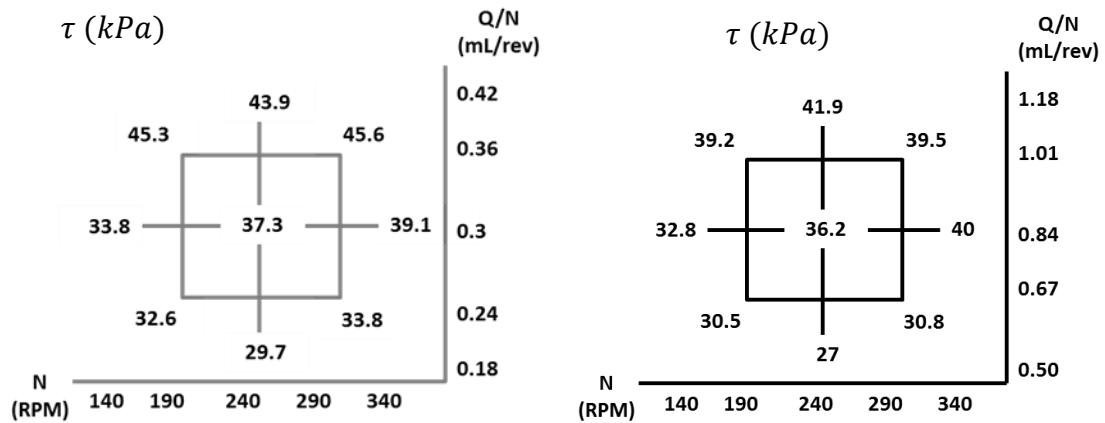 τ (kPa)
Q/N
(mL/rev)
0.42
43.9
45.3
45.6
0.36
33.8
37.3
39.1
0.3
32.6
33.8
0.24
29.7
0.18
N
(RPM)
140 190 240 290 340
τ (kPa)
Q/N
(mL/rev)
1.18
41.9
39.2
39.5
1.01
32.8
36.2
40
0.84
0.67
30.5
30.8
27
0.50
N
(RPM)
140 190 240 290 340